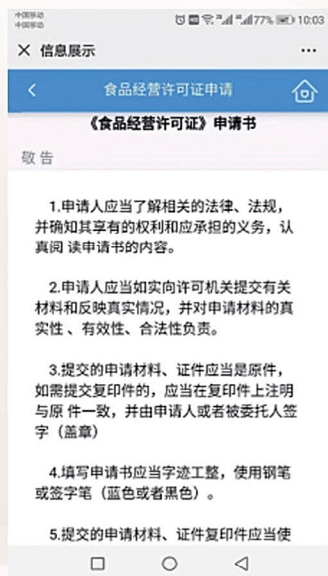 中国移动
中国移动
77% 10:03
信息展示
食品经营许可证申请
《食品经营许可证》申请书
敬 告
1.申请人应当了解相关的法律、法规，
并确知其享有的权利和应承担的义务，认
真阅 读申请书的内容。
2.申请人应当如实向许可机关提交有关
材料和反映真实情况，并对申请材料的真
实性 、有效性、合法性负责。
3.提交的申请材料、证件应当是原件，
如需提交复印件的，应当在复印件上注明
与原 件一致，并由申请人或者被委托人签
字（盖章）
4.填写申请书应当字迹工整，使用钢笔
或签字笔（蓝色或者黑色）。
5.提交的申请材料、证件复印件应当使